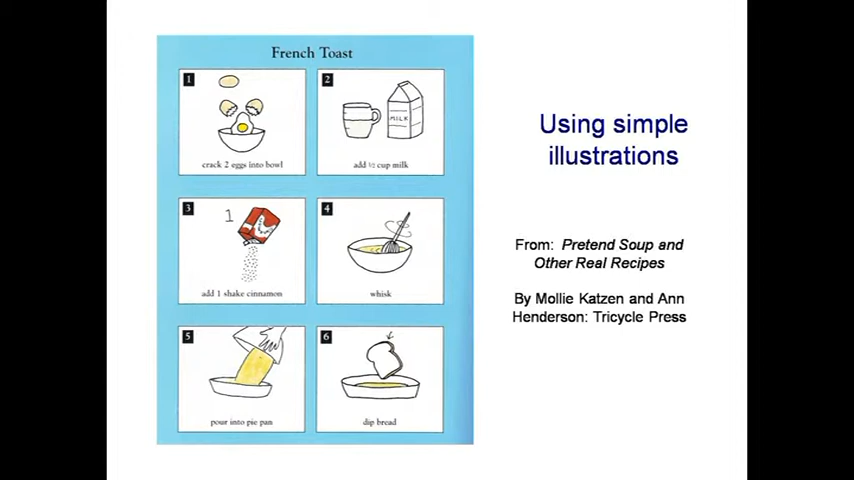 French Toast
1
crack 2 eggs into bowl
2
MILK
add ½ cup milk
3
1
add 1 shake cinnamon
4
whisk
5
pour into pie pan
6
dip bread
Using simple
illustrations
From: Pretend Soup and
Other Real Recipes
By Mollie Katzen and Ann
Henderson: Tricycle Press